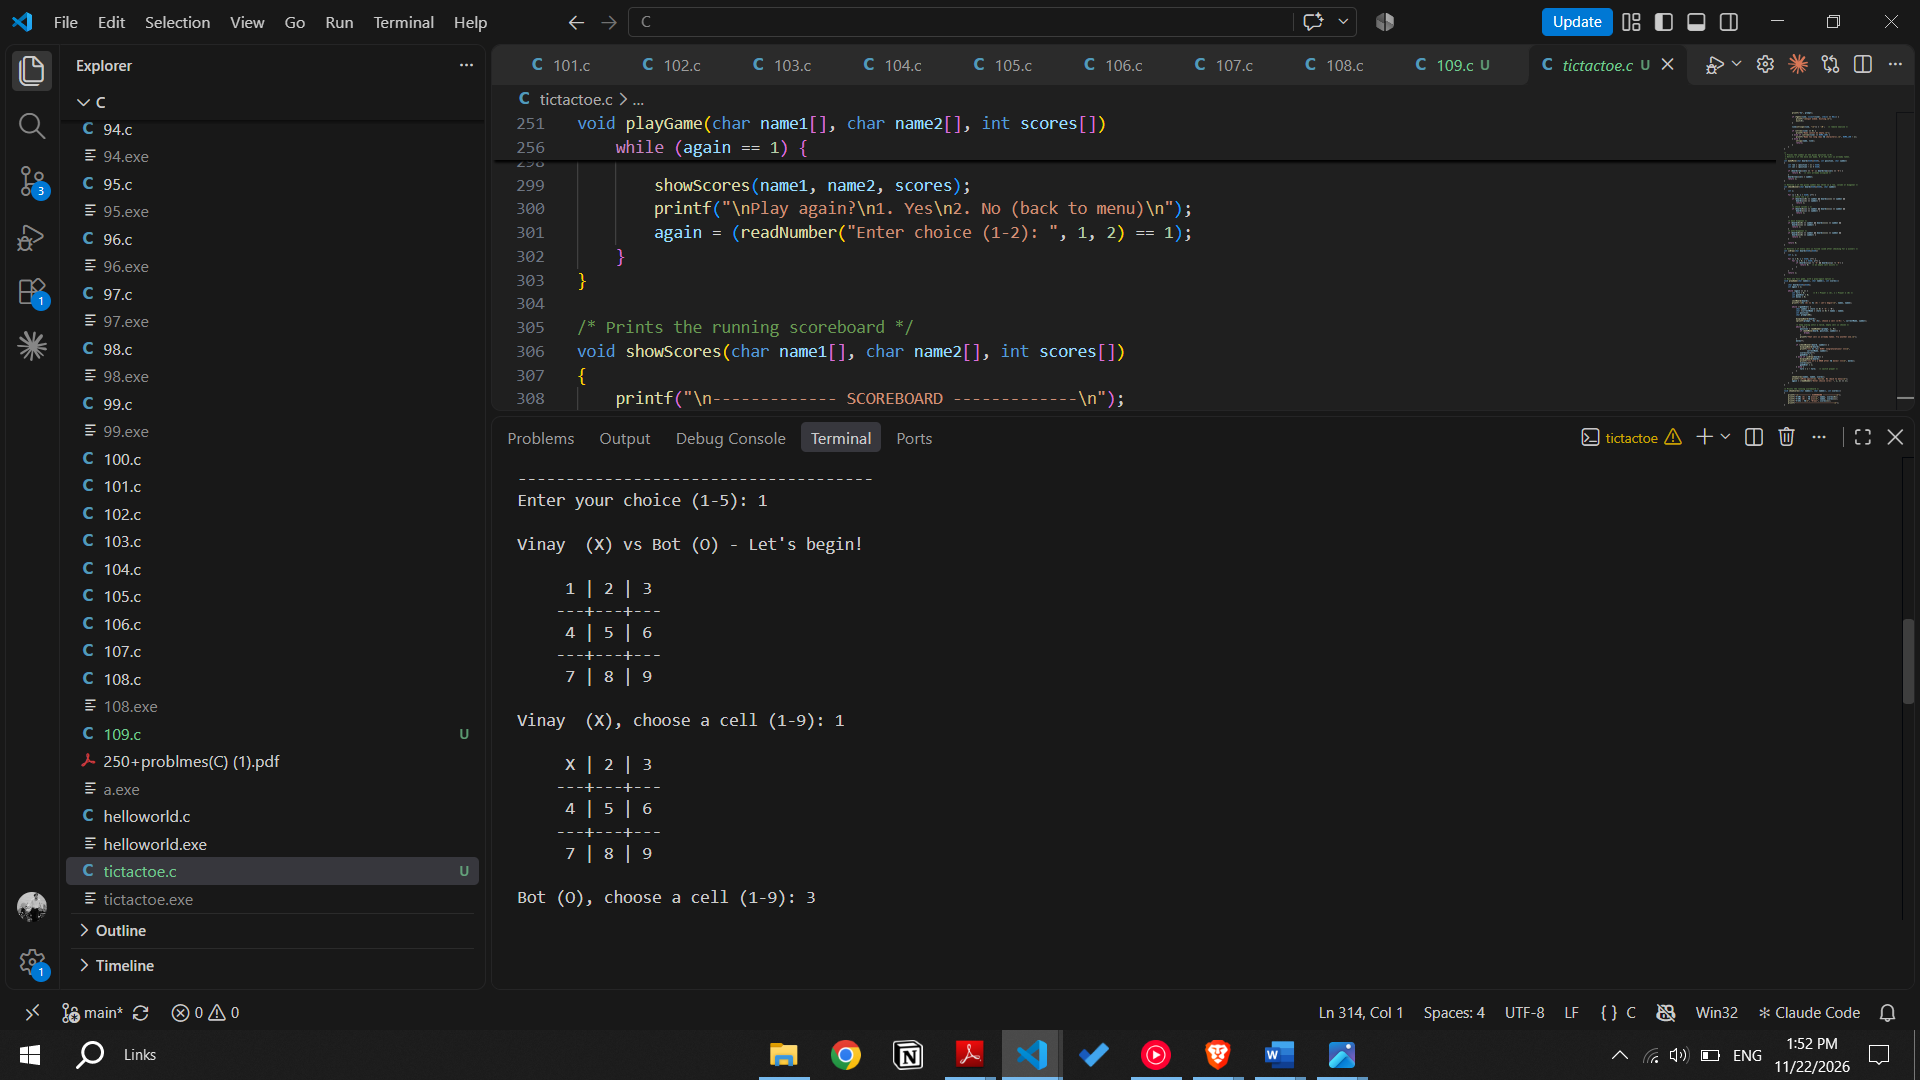 File Edit Selection View Go Run Terminal Help
C
Update
Explorer
C
94.c
94.exe
95.c
95.exe
96.c
96.exe
97.c
97.exe
98.c
98.exe
99.c
99.exe
100.c
101.c
102.c
103.c
104.c
105.c
106.c
107.c
108.c
108.exe
109.c U
250+problmes(C) (1).pdf
a.exe
helloworld.c
helloworld.exe
tictactoe.c U
tictactoe.exe
Outline
Timeline
3
1
1
101.c 102.c 103.c 104.c 105.c 106.c 107.c 108.c 109.c U tictactoe.c U
tictactoe.c > ...
251 void playGame(char name1[], char name2[], int scores[])
256 while (again == 1) {
298
299 showScores(name1, name2, scores);
300 printf("\nPlay again?\n1. Yes\n2. No (back to menu)\n");
301 again = (readNumber("Enter choice (1-2): ", 1, 2) == 1);
302 }
303 }
304
305 /* Prints the running scoreboard */
306 void showScores(char name1[], char name2[], int scores[])
307 {
308 printf("\n------------- SCOREBOARD -------------\n");
Problems Output Debug Console Terminal Ports
tictactoe
-------------------------------------
Enter your choice (1-5): 1
Vinay  (X) vs Bot (O) - Let's begin!
1 | 2 | 3
---+---+---
4 | 5 | 6
---+---+---
7 | 8 | 9
Vinay  (X), choose a cell (1-9): 1
X | 2 | 3
---+---+---
4 | 5 | 6
---+---+---
7 | 8 | 9
Bot (O), choose a cell (1-9): 3
main* 0 0
Ln 314, Col 1 Spaces: 4 UTF-8 LF {} C Win32 Claude Code
Links
ENG
1:52 PM
11/22/2026